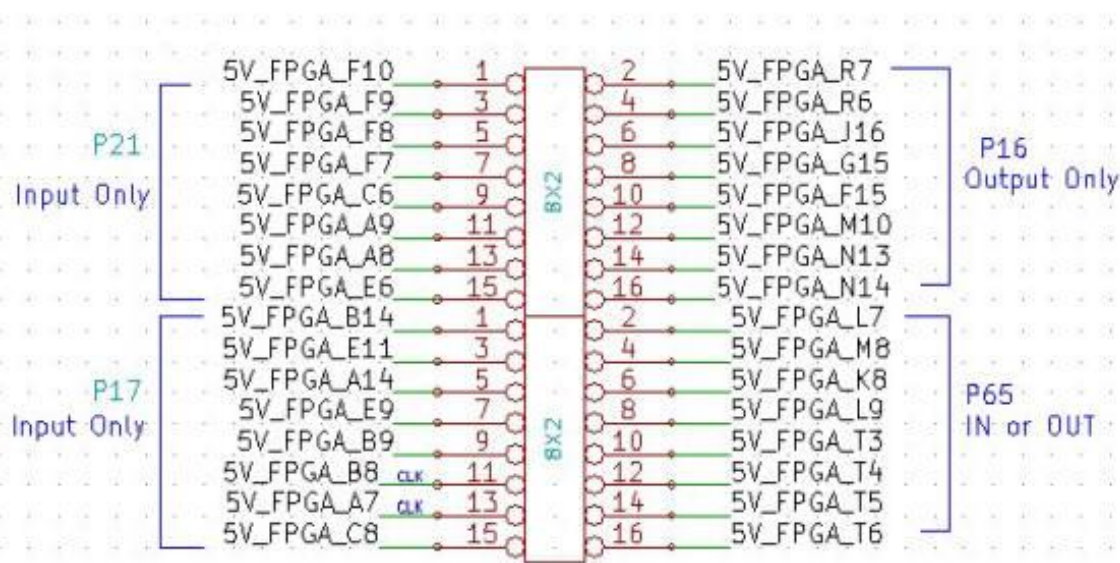 5V_FPGA_F10 1 2 5V_FPGA_R7
5V_FPGA_F9 3 4 5V_FPGA_R6
5V_FPGA_F8 5 6 5V_FPGA_J16
5V_FPGA_F7 7 8 5V_FPGA_G15
5V_FPGA_C6 9 10 5V_FPGA_F15
5V_FPGA_A9 11 12 5V_FPGA_M10
5V_FPGA_A8 13 14 5V_FPGA_N13
5V_FPGA_E6 15 16 5V_FPGA_N14
P21
Input Only
8X2
P16
Output Only
5V_FPGA_B14 1 2 5V_FPGA_L7
5V_FPGA_E11 3 4 5V_FPGA_M8
5V_FPGA_A14 5 6 5V_FPGA_K8
5V_FPGA_E9 7 8 5V_FPGA_L9
5V_FPGA_B9 9 10 5V_FPGA_T3
5V_FPGA_B8 CLK 11 12 5V_FPGA_T4
5V_FPGA_A7 CLK 13 14 5V_FPGA_T5
5V_FPGA_C8 15 16 5V_FPGA_T6
P17
Input Only
8X2
P65
IN or OUT